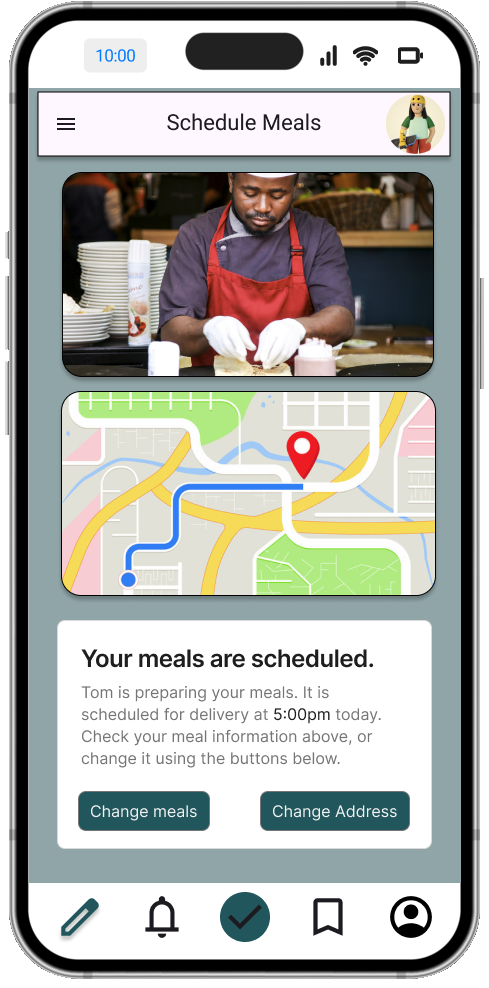 10:00
Schedule Meals
Your meals are scheduled.
Tom is preparing your meals. It is
scheduled for delivery at 5:00pm today.
Check your meal information above, or
change it using the buttons below.
Change meals
Change Address